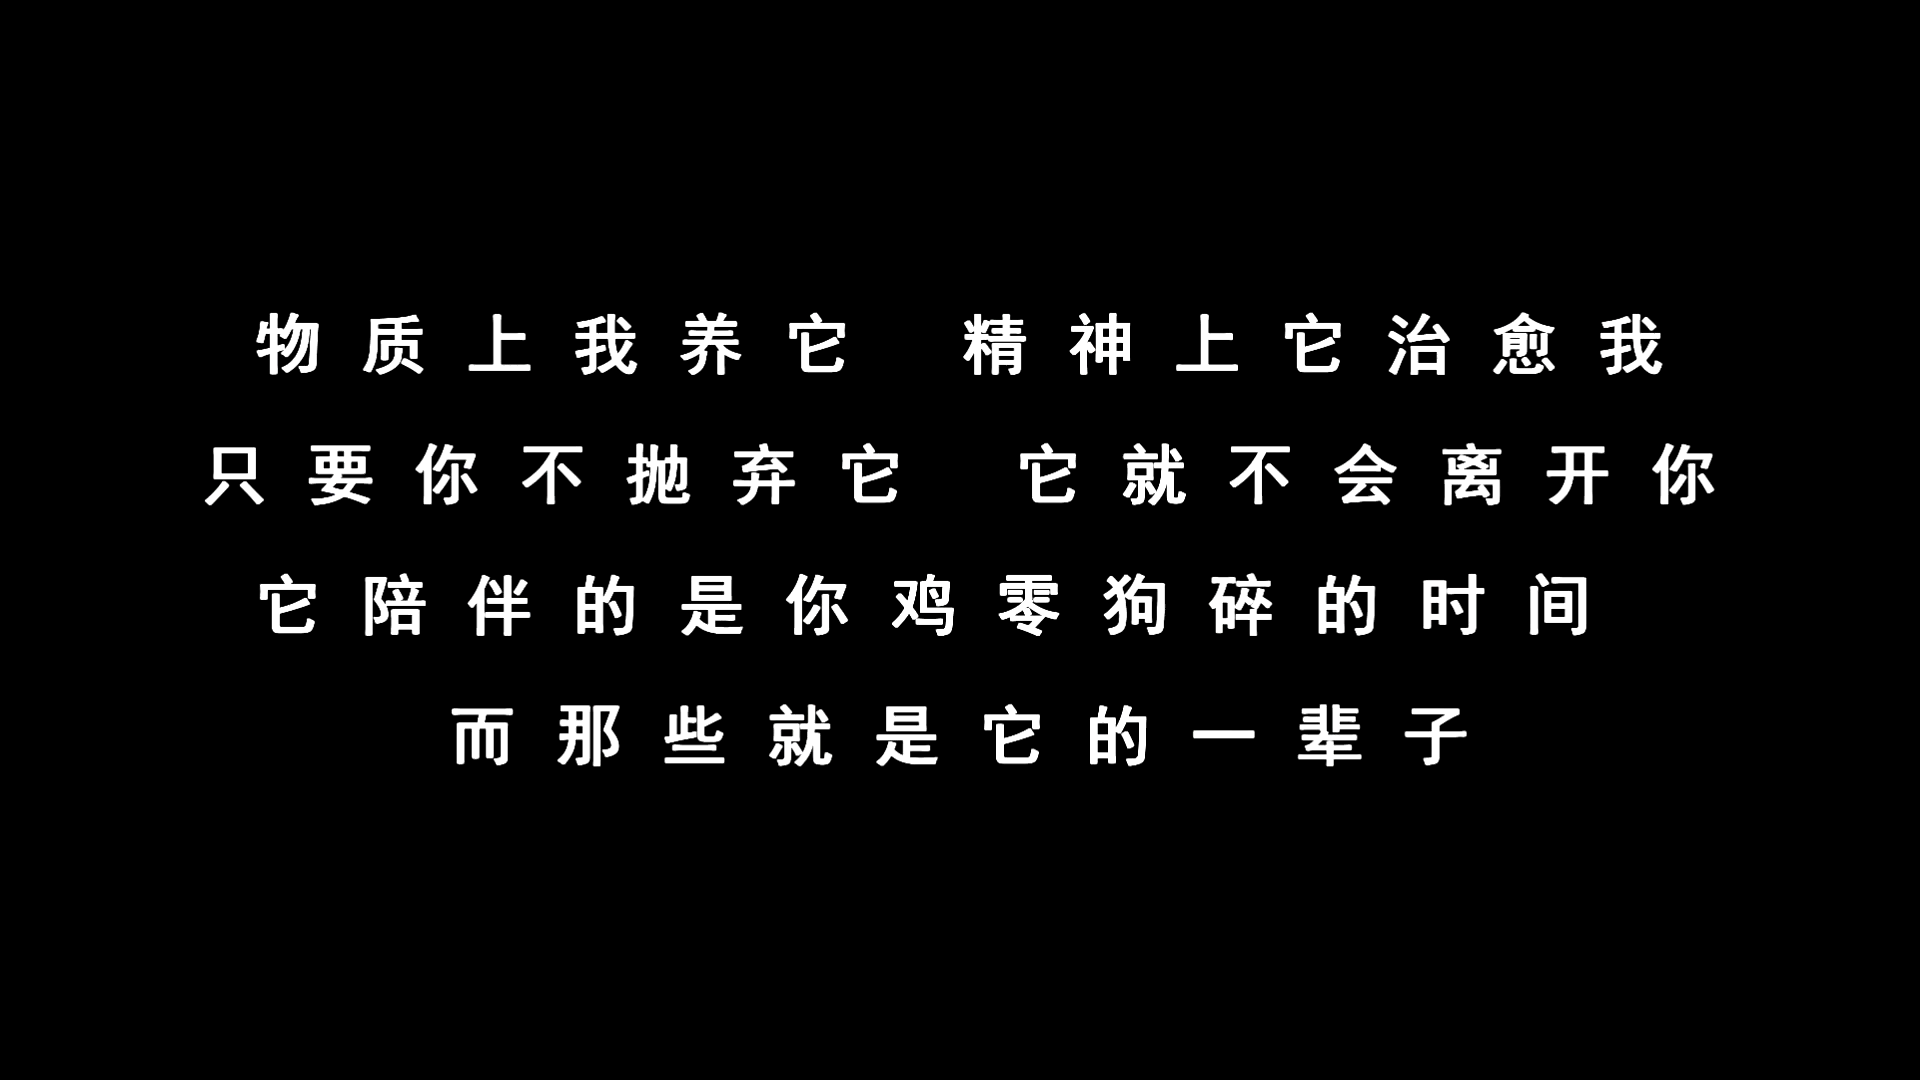 物质上我养它 精神上它治愈我
只要你不抛弃它 它就不会离开你
它陪伴的是你鸡零狗碎的时间
而那些就是它的一辈子